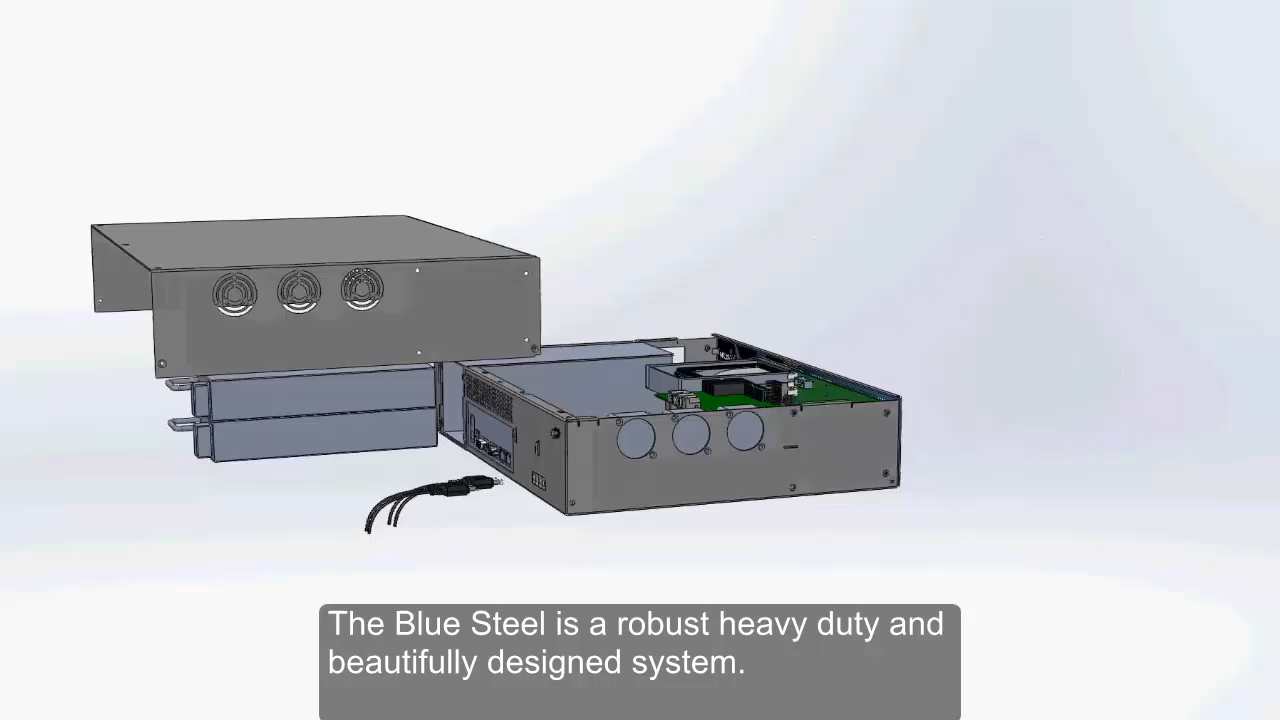 The Blue Steel is a robust heavy duty and
beautifully designed system.